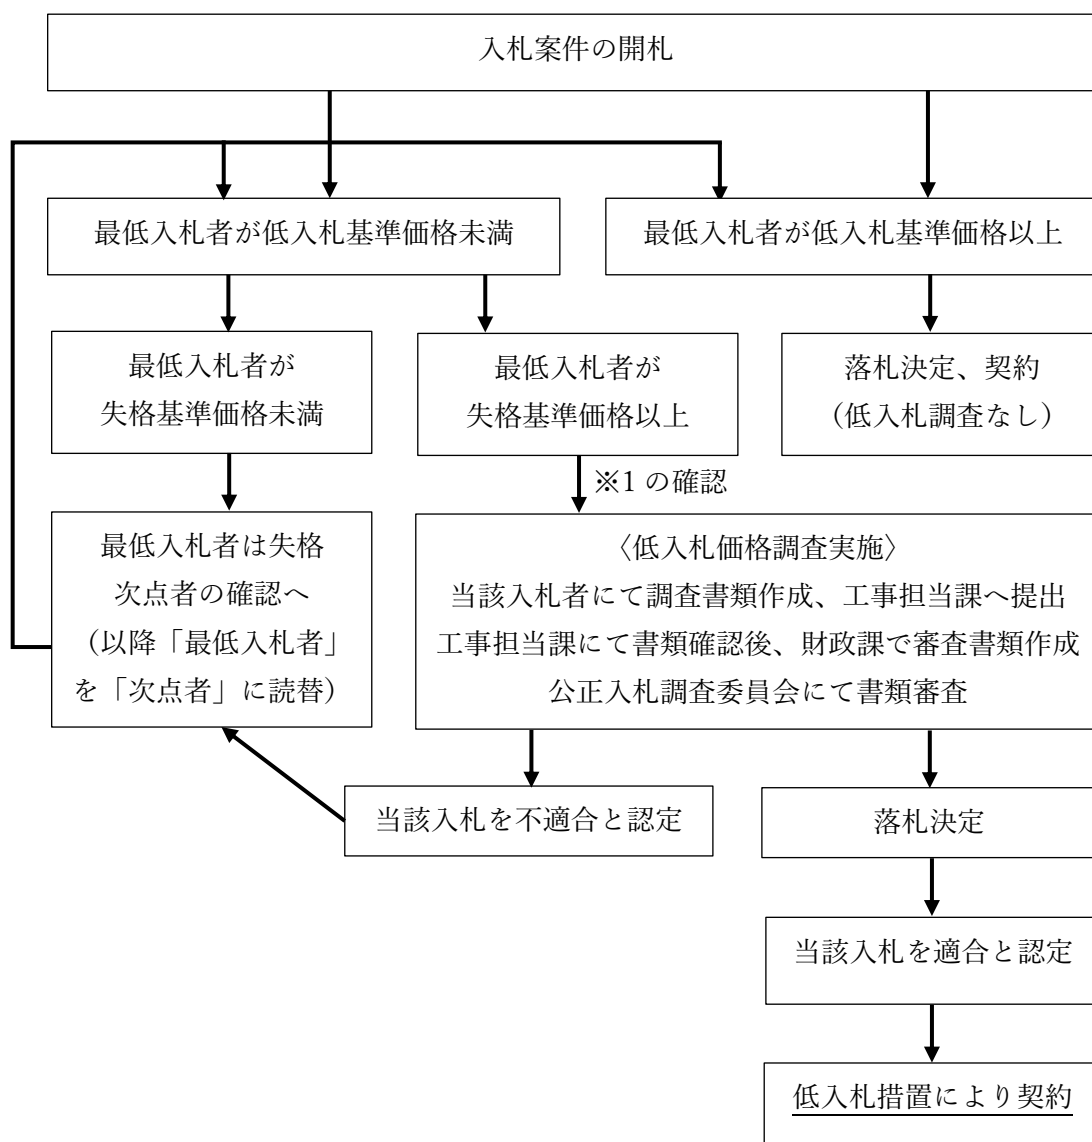 入札案件の開札
最低入札者が低入札基準価格未満
最低入札者が低入札基準価格以上
最低入札者が
失格基準価格未満
最低入札者が
失格基準価格以上
落札決定、契約
（低入札調査なし）
※1 の確認
最低入札者は失格
次点者の確認へ
（以降「最低入札者」
を「次点者」に読替）
〈低入札価格調査実施〉
当該入札者にて調査書類作成、工事担当課へ提出
工事担当課にて書類確認後、財政課で審査書類作成
公正入札調査委員会にて書類審査
当該入札を不適合と認定
落札決定
当該入札を適合と認定
低入札措置により契約